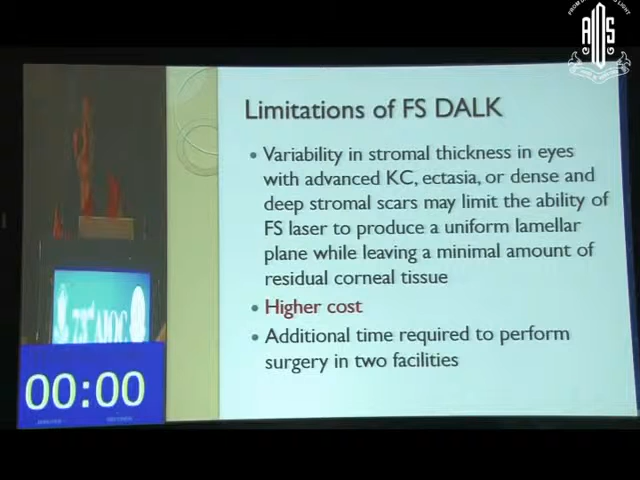 AIOS
Limitations of FS DALK
• Variability in stromal thickness in eyes
with advanced KC, ectasia, or dense and
deep stromal scars may limit the ability of
FS laser to produce a uniform lamellar
plane while leaving a minimal amount of
residual corneal tissue
• Higher cost
• Additional time required to perform
surgery in two facilities
00:00